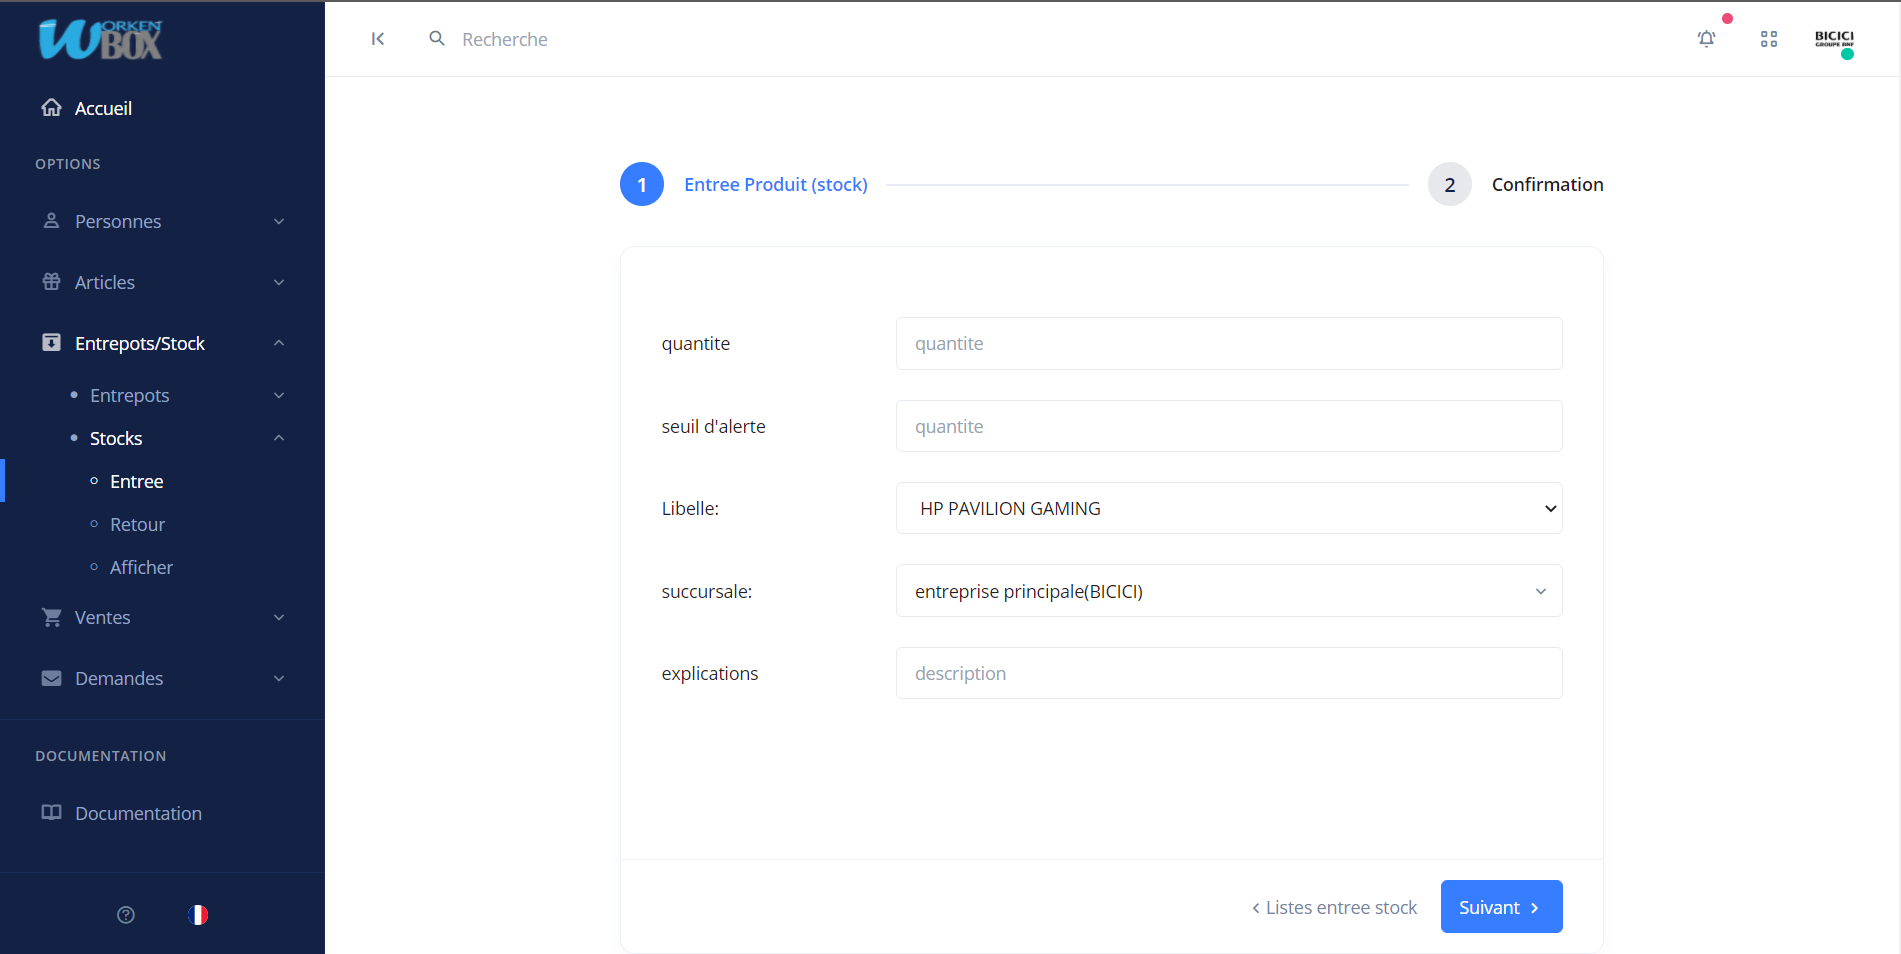 WORKEN
BOX
Recherche
BICICI
GROUPE BNP
Accueil
OPTIONS
Personnes
Articles
Entrepots/Stock
Entrepots
Stocks
Entree
Retour
Afficher
Ventes
Demandes
DOCUMENTATION
Documentation
1
Entree Produit (stock)
2
Confirmation
quantite
quantite
seuil d'alerte
quantite
Libelle:
HP PAVILION GAMING
succursale:
entreprise principale(BICICI)
explications
description
Listes entree stock
Suivant